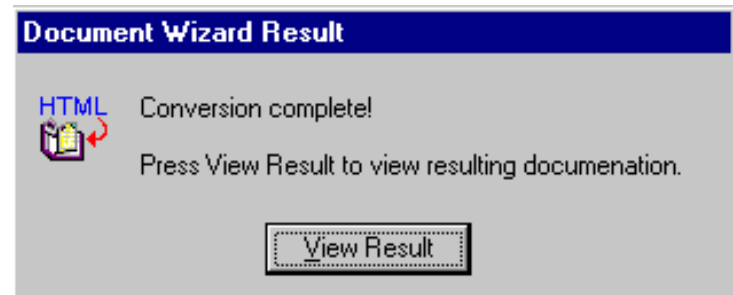 Document Wizard Result
HTML
Conversion complete!
Press View Result to view resulting documenation.
View Result